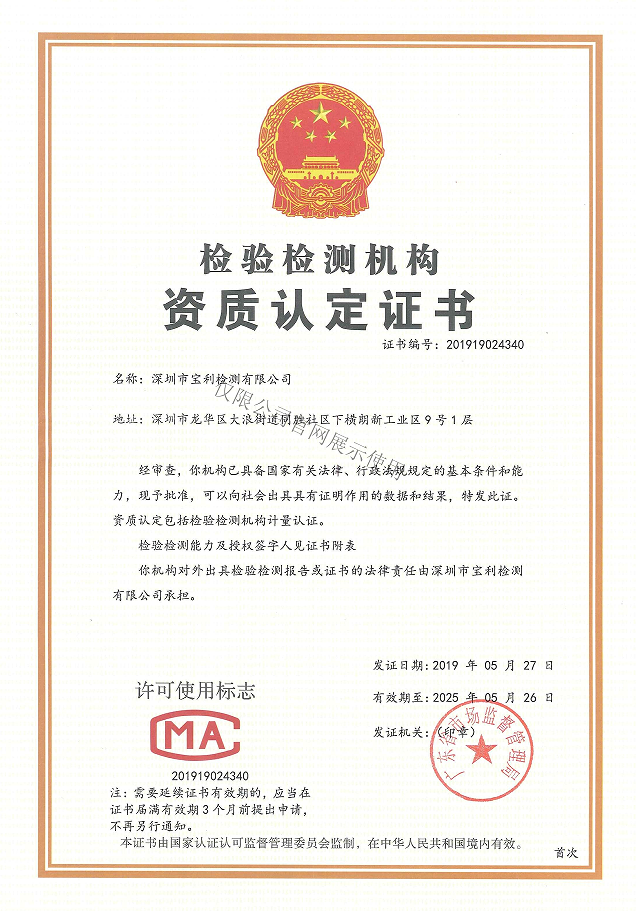 检验检测机构
资质认定证书
证书编号：201919024340
名称：深圳市宝利检测有限公司
地址：深圳市龙华区大浪街道同胜社区下横朗新工业区9号1层
仅限公司官网展示使用
经审查，你机构已具备国家有关法律、行政法规规定的基本条件和能
力，现予批准，可以向社会出具具有证明作用的数据和结果，特发此证。
资质认定包括检验检测机构计量认证。
检验检测能力及授权签字人见证书附表
你机构对外出具检验检测报告或证书的法律责任由深圳市宝利检测
有限公司承担。
发证日期：2019 年 05 月 27 日
有效期至：2025 年 05 月 26 日
发证机关：（印章）
广东省市场监督管理局
许可使用标志
CMA
201919024340
注：需要延续证书有效期的，应当在
证书届满有效期3个月前提出申请，
不再另行通知。
本证书由国家认证认可监督管理委员会监制，在中华人民共和国境内有效。
首次